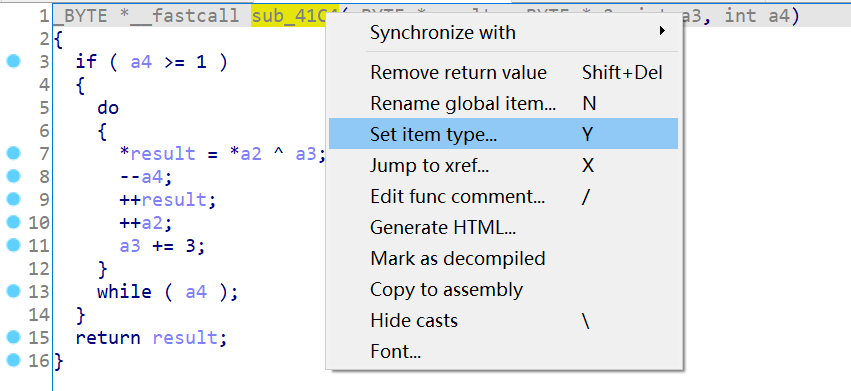 1 _BYTE *__fastcall sub_41C4( int a3, int a4)
2 {
3 if ( a4 >= 1 )
4 {
5 do
6 {
7 *result = *a2 ^ a3;
8 --a4;
9 ++result;
10 ++a2;
11 a3 += 3;
12 }
13 while ( a4 );
14 }
15 return result;
16 }
Synchronize with
Remove return value Shift+Del
Rename global item... N
Set item type... Y
Jump to xref... X
Edit func comment... /
Generate HTML...
Mark as decompiled
Copy to assembly
Hide casts \
Font...